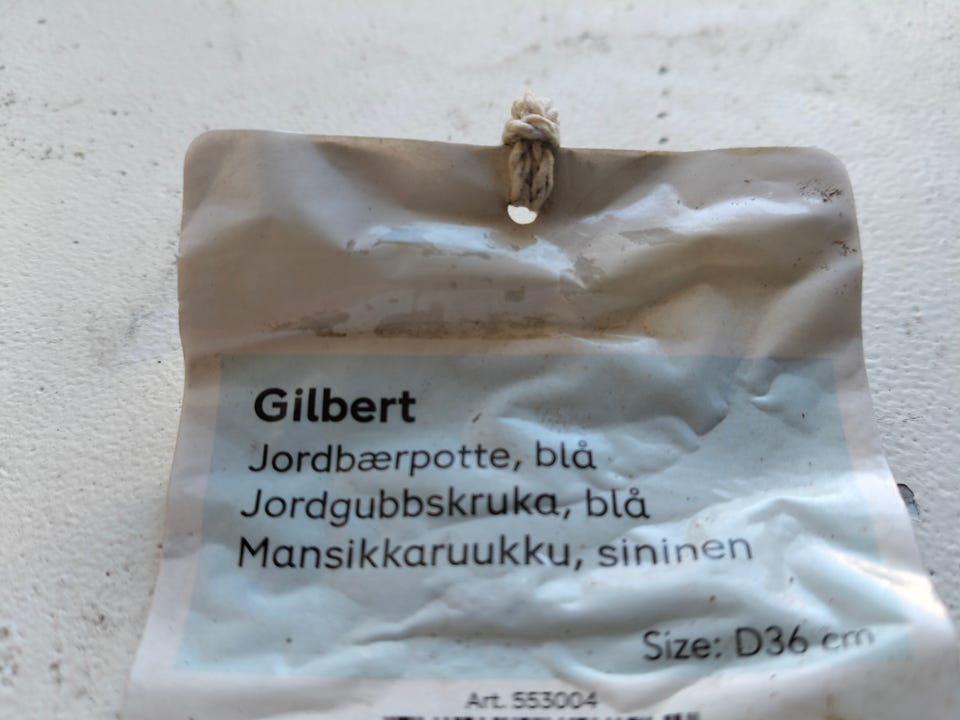 Gilbert
Jordbærpotte, blå
Jordgubbskruka, blå
Mansikkaruukku, sininen
Size: D36 cm
Art. 553004